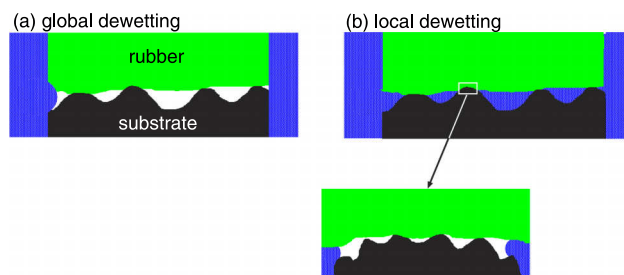 (a) global dewetting
rubber
substrate
(b) local dewetting